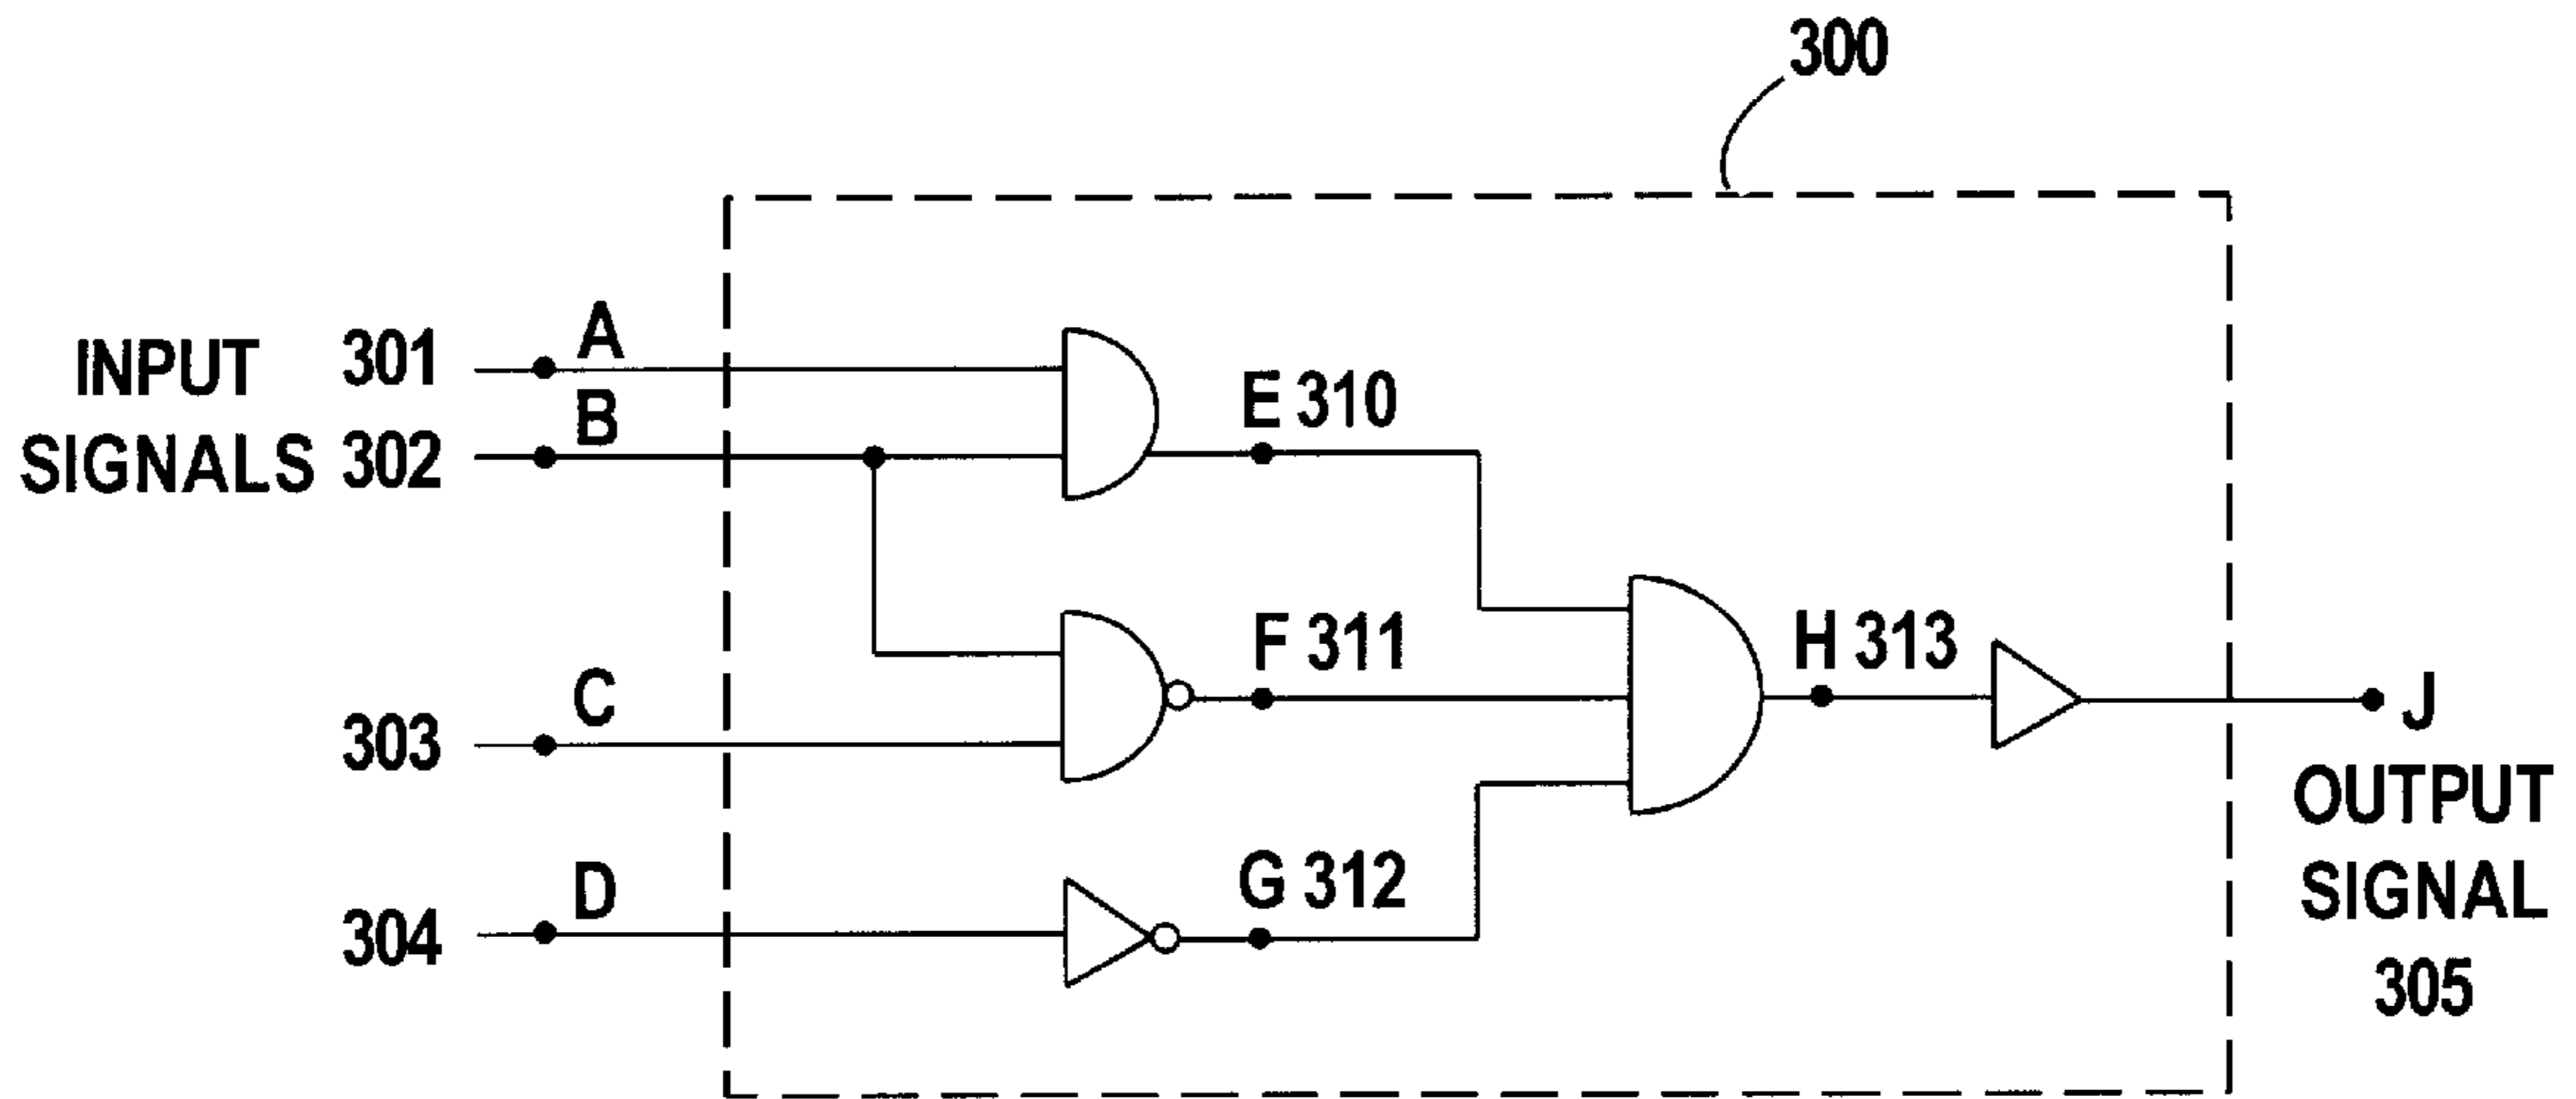 300
INPUT
SIGNALS
301
A
302
B
303
C
304
D
E 310
F 311
G 312
H 313
J
OUTPUT
SIGNAL
305